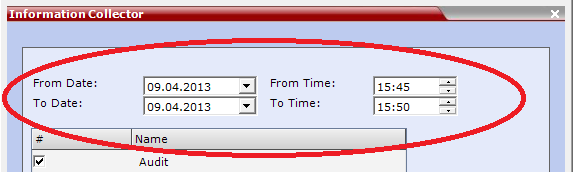 Information Collector
From Date: 09.04.2013 From Time: 15:45
To Date: 09.04.2013 To Time: 15:50
# Name
Audit